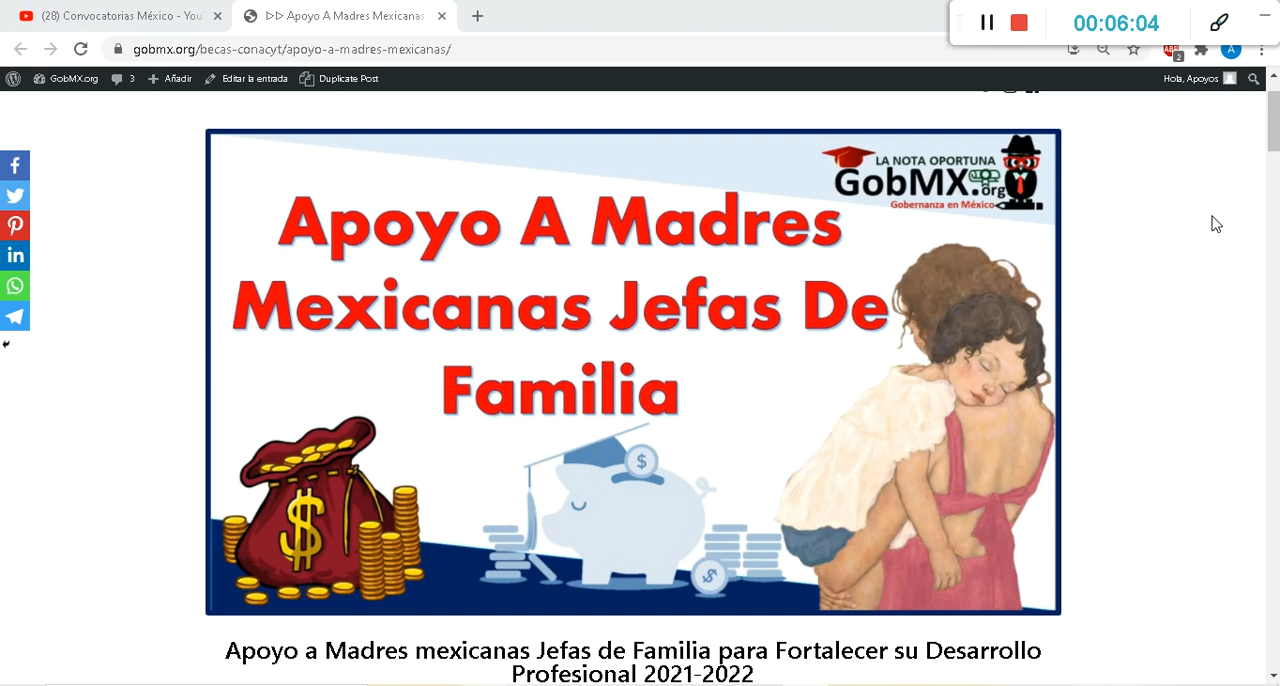 (28) Convocatorias México - You
▷▷ Apoyo A Madres Mexicanas
00:06:04
gobmx.org/becas-conacyt/apoyo-a-madres-mexicanas/
ABP
2
A
GobMX.org
3
Añadir
Editar la entrada
Duplicate Post
Hola, Apoyos
LA NOTA OPORTUNA
GobMX.org
Gobernanza en México
Apoyo A Madres
Mexicanas Jefas De
Familia
Apoyo a Madres mexicanas Jefas de Familia para Fortalecer su Desarrollo
Profesional 2021-2022